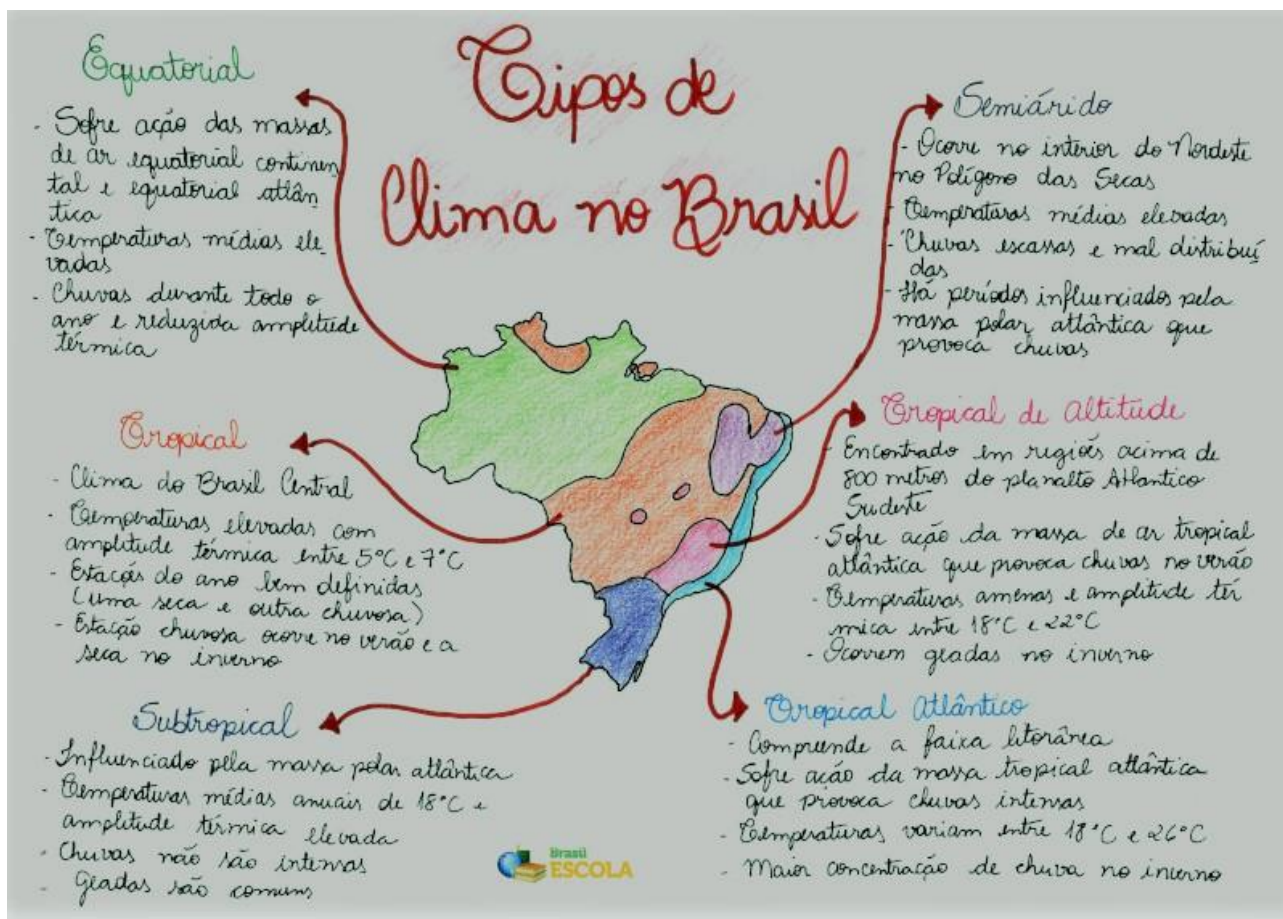 Tipos de
Clima no Brasil
Equatorial
- Sofre ação das massas
de ar equatorial continen
tal e equatorial atlân
tica
- Temperaturas médias ele
vadas
- Chuvas durante todo o
ano e reduzida amplitude
térmica
Tropical
- Clima do Brasil Central
- Temperaturas elevadas com
amplitude térmica entre 5°C e 7°C
- Estações do ano bem definidas
(uma seca e outra chuvosa)
- Estação chuvosa ocorre no verão e a
seca no inverno
Subtropical
- Influenciado pela massa polar atlântica
- Temperaturas médias anuais de 18°C e
amplitude térmica elevada
- Chuvas não são intensas
- Geadas são comuns
Semiárido
- Ocorre no interior do Nordeste
no Polígono das Secas
- Temperaturas médias elevadas
- Chuvas escassas e mal distribuí
das
- Há períodos influenciados pela
massa polar atlântica que
provoca chuvas
Tropical de Altitude
- Encontrado em regiões acima de
800 metros do planalto Atlantico
Sudeste
- Sofre ação da massa de ar tropical
atlântica que provoca chuvas no verão
- Temperaturas amenas e amplitude tér
mica entre 18°C e 22°C
- Ocorrem geadas no inverno
Tropical Atlântico
- Compreende a faixa litorânea
- Sofre ação da massa tropical atlântica
que provoca chuvas intensas
- Temperaturas variam entre 18°C e 26°C
- Maior concentração de chuva no inverno
Brasil
ESCOLA